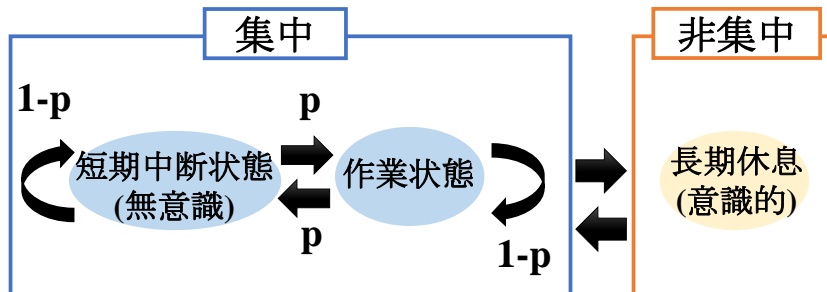 集中
非集中
1-p
p
短期中断状態
(無意識)
作業状態
長期休息
(意識的)
p
1-p